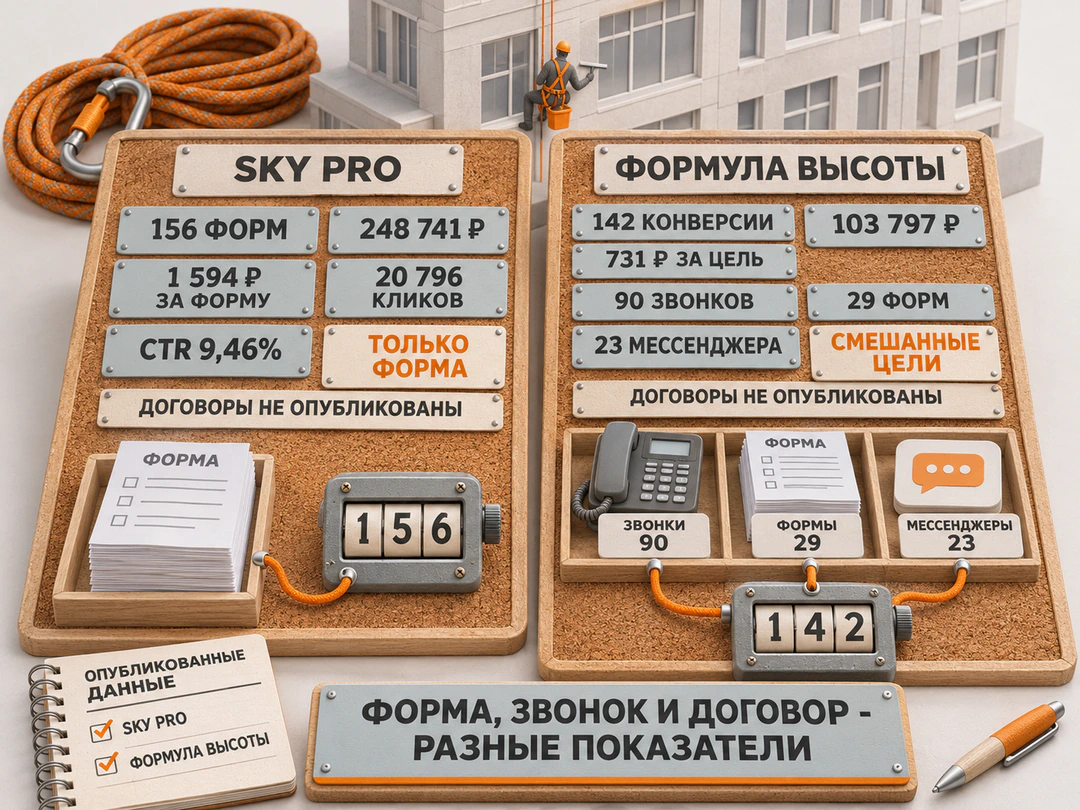 SKY PRO
156 ФОРМ
248 741 ₽
1 594 ₽
ЗА ФОРМУ
20 796
КЛИКОВ
CTR 9,46%
ТОЛЬКО
ФОРМА
ДОГОВОРЫ НЕ ОПУБЛИКОВАНЫ
ФОРМА
156
ФОРМУЛА ВЫСОТЫ
142 КОНВЕРСИИ
103 797 ₽
731 ₽ ЗА ЦЕЛЬ
90 ЗВОНКОВ
29 ФОРМ
23 МЕССЕНДЖЕРА
СМЕШАННЫЕ
ЦЕЛИ
ДОГОВОРЫ НЕ ОПУБЛИКОВАНЫ
ФОРМА
ЗВОНКИ
90
ФОРМЫ
29
МЕССЕНДЖЕРЫ
23
142
ОПУБЛИКОВАННЫЕ
ДАННЫЕ
SKY PRO
ФОРМУЛА ВЫСОТЫ
ФОРМА, ЗВОНОК И ДОГОВОР -
РАЗНЫЕ ПОКАЗАТЕЛИ